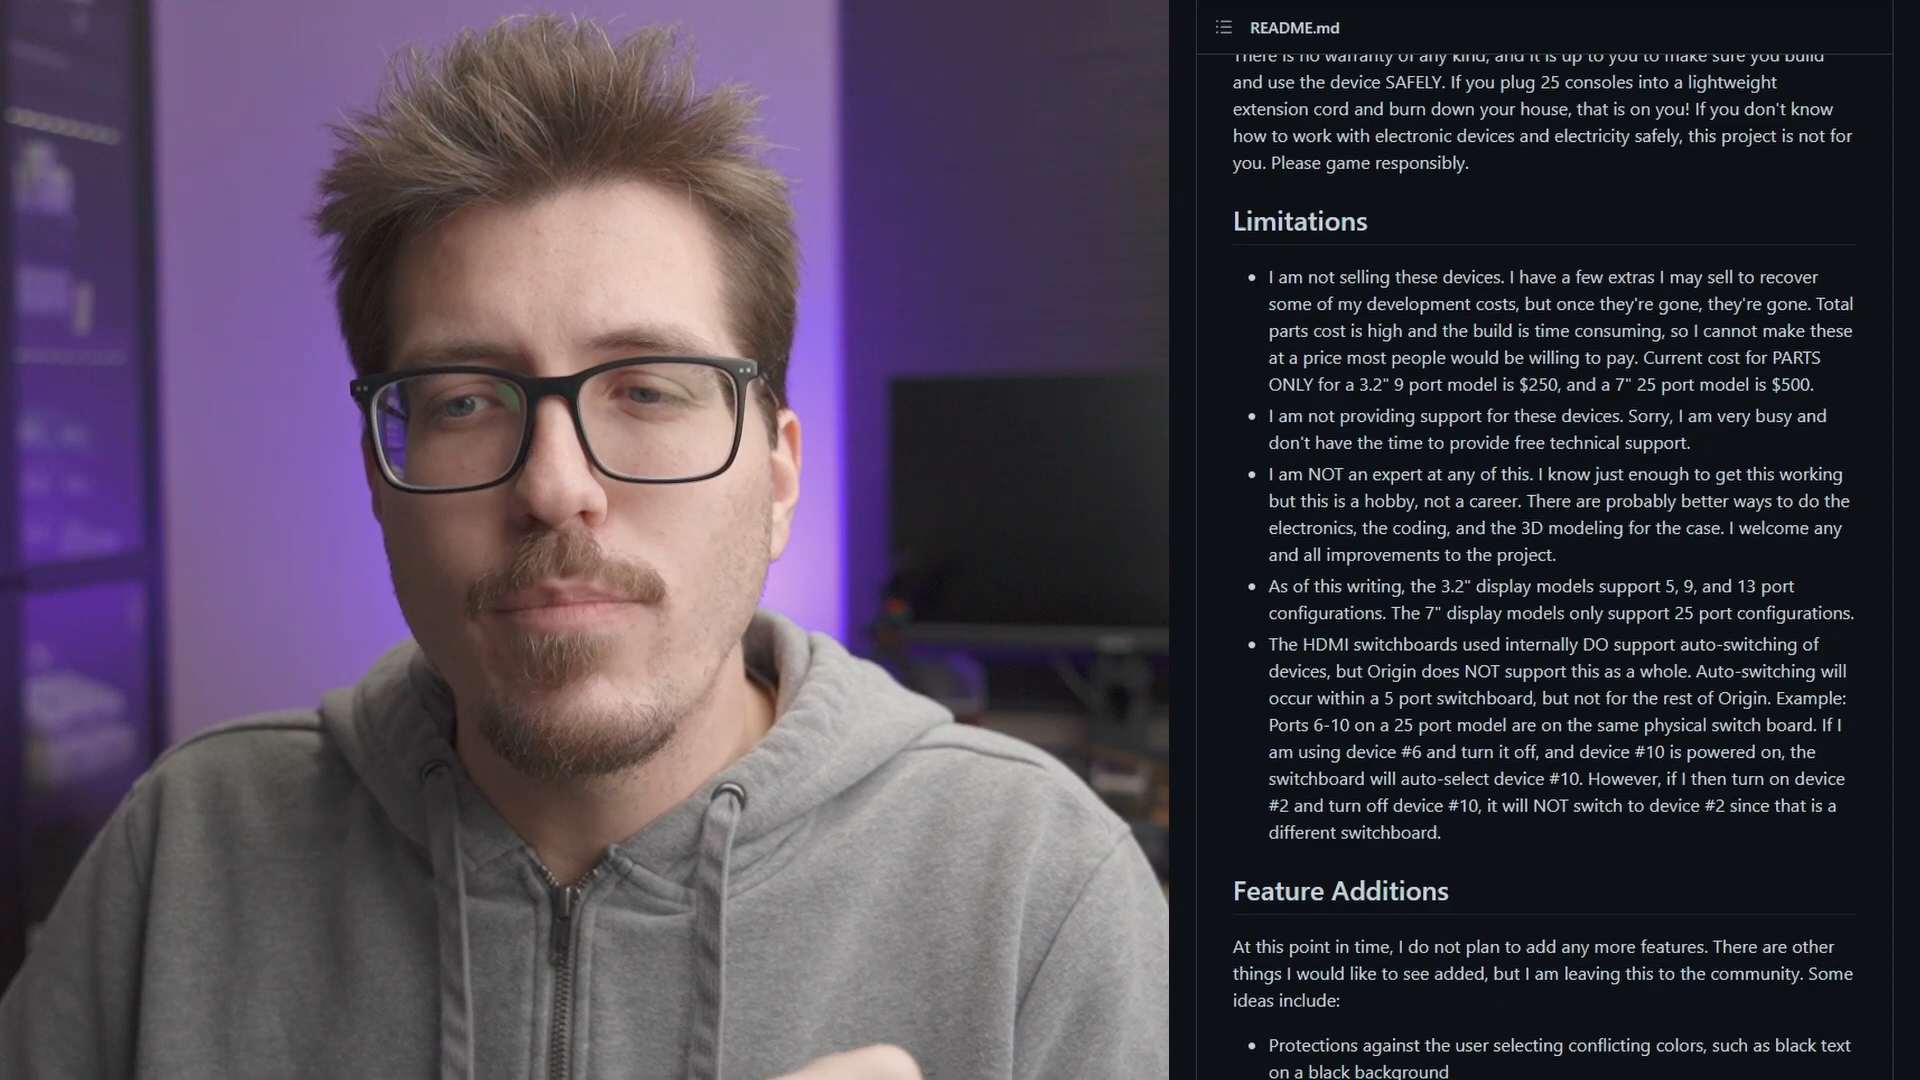 README.md
There is no warranty of any kind, and it is up to you to make sure you build
and use the device SAFELY. If you plug 25 consoles into a lightweight
extension cord and burn down your house, that is on you! If you don't know
how to work with electronic devices and electricity safely, this project is not for
you. Please game responsibly.
Limitations
• I am not selling these devices. I have a few extras I may sell to recover
some of my development costs, but once they're gone, they're gone. Total
parts cost is high and the build is time consuming, so I cannot make these
at a price most people would be willing to pay. Current cost for PARTS
ONLY for a 3.2" 9 port model is $250, and a 7" 25 port model is $500.
• I am not providing support for these devices. Sorry, I am very busy and
don't have the time to provide free technical support.
• I am NOT an expert at any of this. I know just enough to get this working
but this is a hobby, not a career. There are probably better ways to do the
electronics, the coding, and the 3D modeling for the case. I welcome any
and all improvements to the project.
• As of this writing, the 3.2" display models support 5, 9, and 13 port
configurations. The 7" display models only support 25 port configurations.
• The HDMI switchboards used internally DO support auto-switching of
devices, but Origin does NOT support this as a whole. Auto-switching will
occur within a 5 port switchboard, but not for the rest of Origin. Example:
Ports 6-10 on a 25 port model are on the same physical switch board. If I
am using device #6 and turn it off, and device #10 is powered on, the
switchboard will auto-select device #10. However, if I then turn on device
#2 and turn off device #10, it will NOT switch to device #2 since that is a
different switchboard.
Feature Additions
At this point in time, I do not plan to add any more features. There are other
things I would like to see added, but I am leaving this to the community. Some
ideas include:
• Protections against the user selecting conflicting colors, such as black text
on a black background